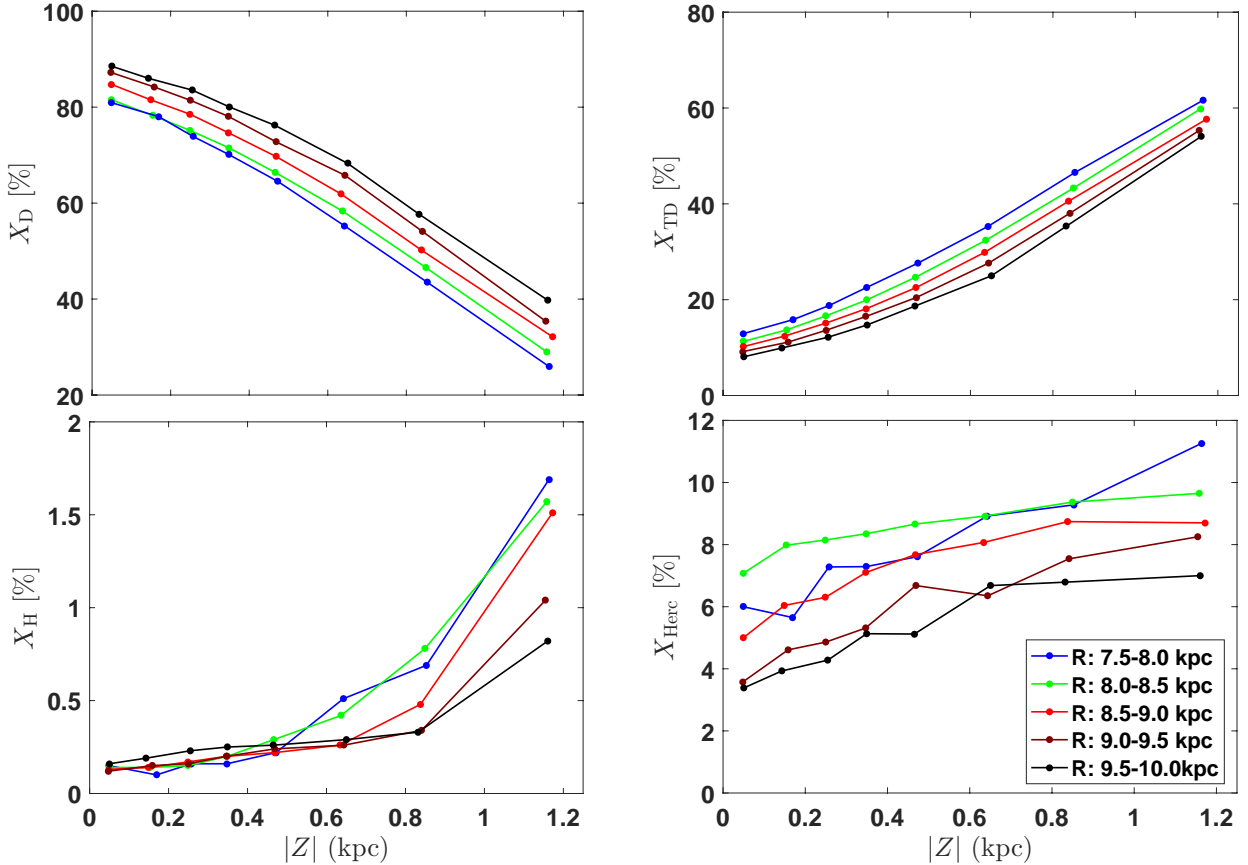 100
80
60
40
20
X_D [%]
80
60
40
20
0
X_TD [%]
2
1.5
1
0.5
0
X_H [%]
0 0.2 0.4 0.6 0.8 1 1.2
|Z| (kpc)
12
10
8
6
4
2
0
X_Herc [%]
R: 7.5-8.0 kpc
R: 8.0-8.5 kpc
R: 8.5-9.0 kpc
R: 9.0-9.5 kpc
R: 9.5-10.0kpc
0 0.2 0.4 0.6 0.8 1 1.2
|Z| (kpc)